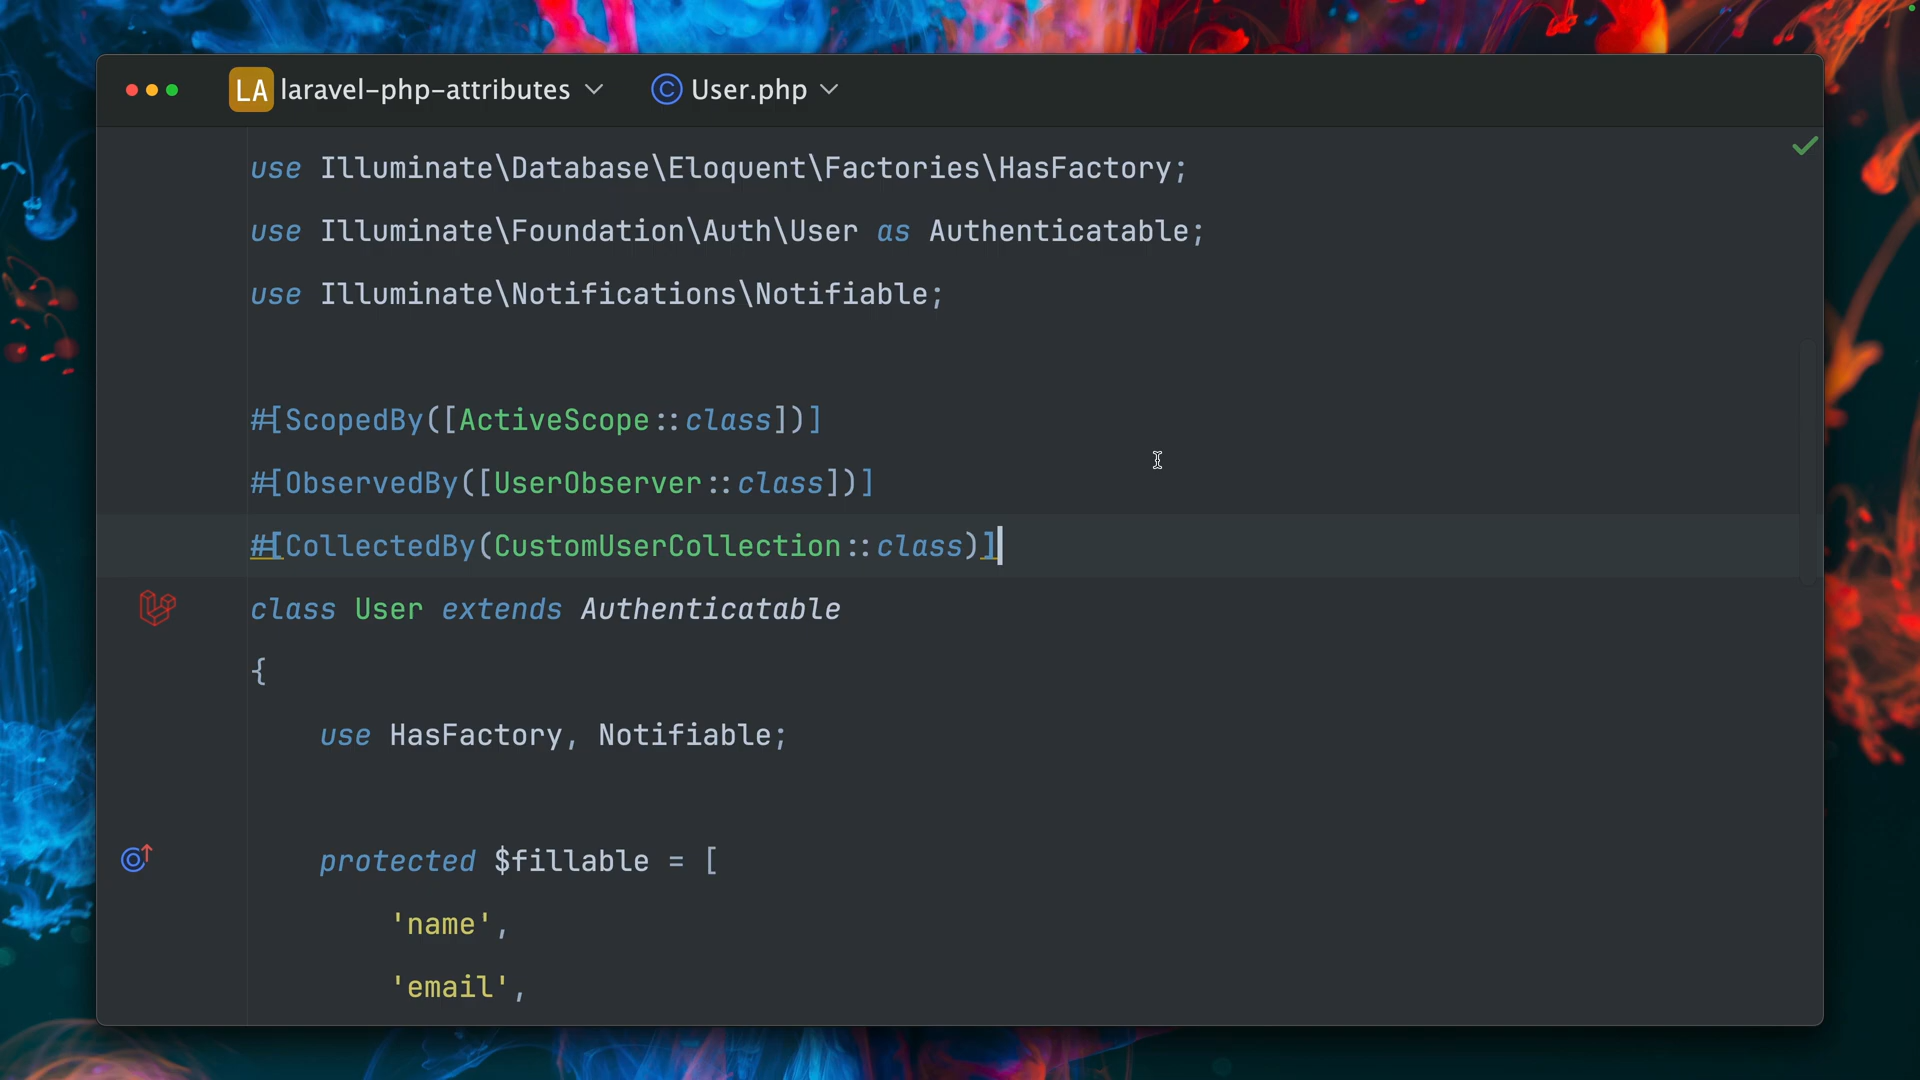 LA laravel-php-attributes User.php
use Illuminate\Database\Eloquent\Factories\HasFactory;
use Illuminate\Foundation\Auth\User as Authenticatable;
use Illuminate\Notifications\Notifiable;
#[ScopedBy([ActiveScope::class])]
#[ObservedBy([UserObserver::class])]
#[CollectedBy(CustomUserCollection::class)]
class User extends Authenticatable
{
use HasFactory, Notifiable;
protected $fillable = [
'name',
'email',